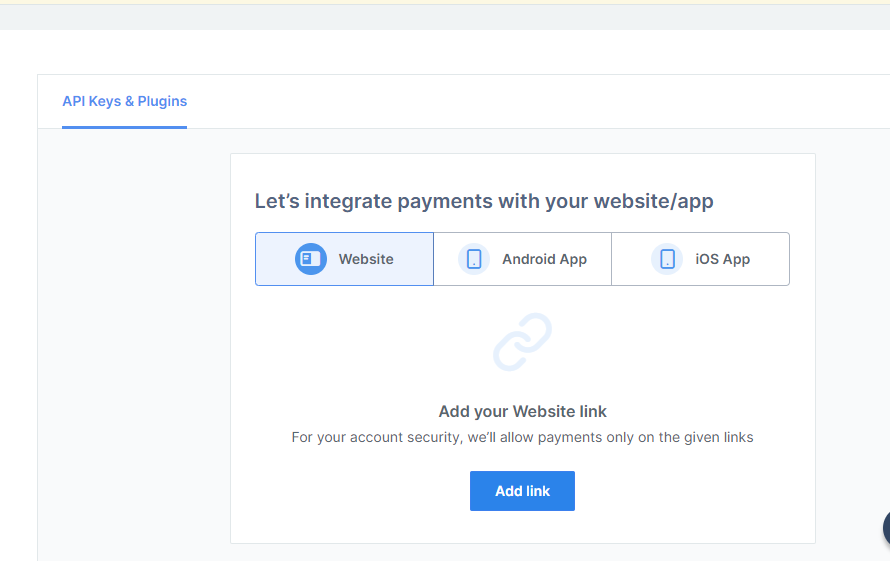 API Keys & Plugins
Let’s integrate payments with your website/app
Website
Android App
iOS App
Add your Website link
For your account security, we’ll allow payments only on the given links
Add link